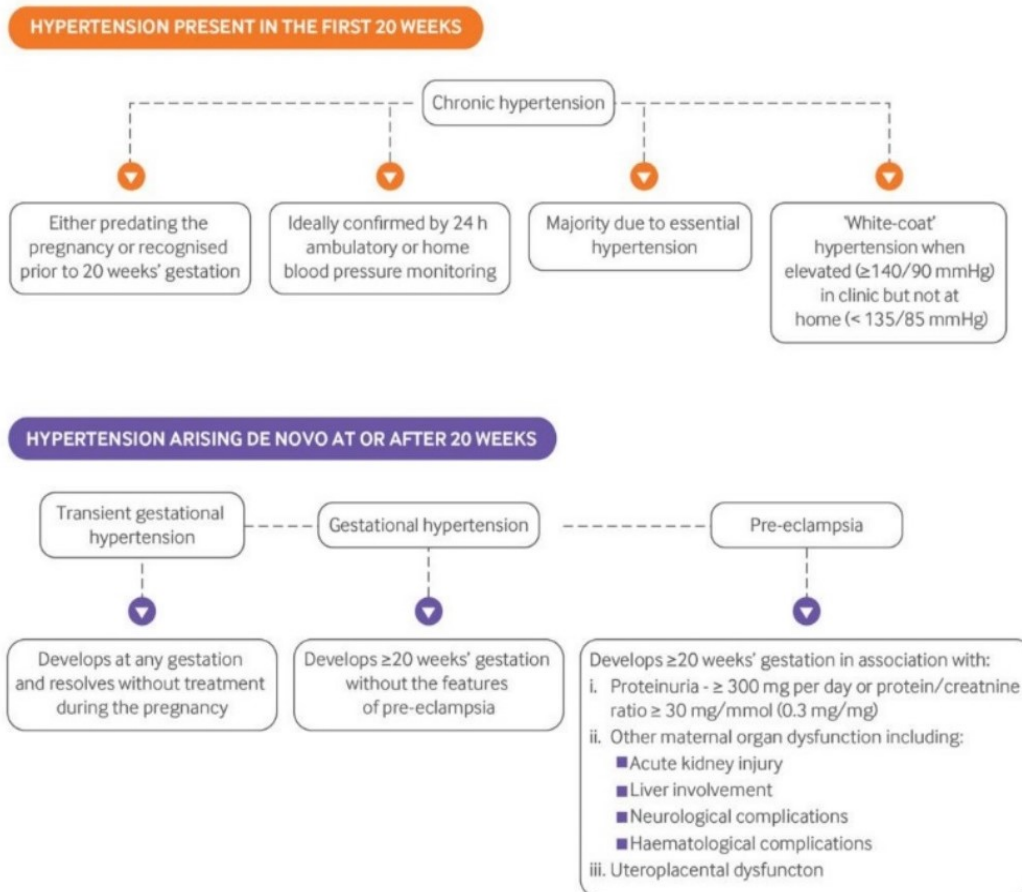 HYPERTENSION PRESENT IN THE FIRST 20 WEEKS
Chronic hypertension
Either predating the
pregnancy or recognised
prior to 20 weeks' gestation
Ideally confirmed by 24 h
ambulatory or home
blood pressure monitoring
Majority due to essential
hypertension
'White-coat'
hypertension when
elevated (≥140/90 mmHg)
in clinic but not at
home (< 135/85 mmHg)
HYPERTENSION ARISING DE NOVO AT OR AFTER 20 WEEKS
Transient gestational
hypertension
Gestational hypertension
Pre-eclampsia
Develops at any gestation
and resolves without treatment
during the pregnancy
Develops ≥20 weeks' gestation
without the features
of pre-eclampsia
Develops ≥20 weeks' gestation in association with:
i. Proteinuria - ≥ 300 mg per day or protein/creatnine
ratio ≥ 30 mg/mmol (0.3 mg/mg)
ii. Other maternal organ dysfunction including:
■ Acute kidney injury
■ Liver involvement
■ Neurological complications
■ Haematological complications
iii. Uteroplacental dysfuncton